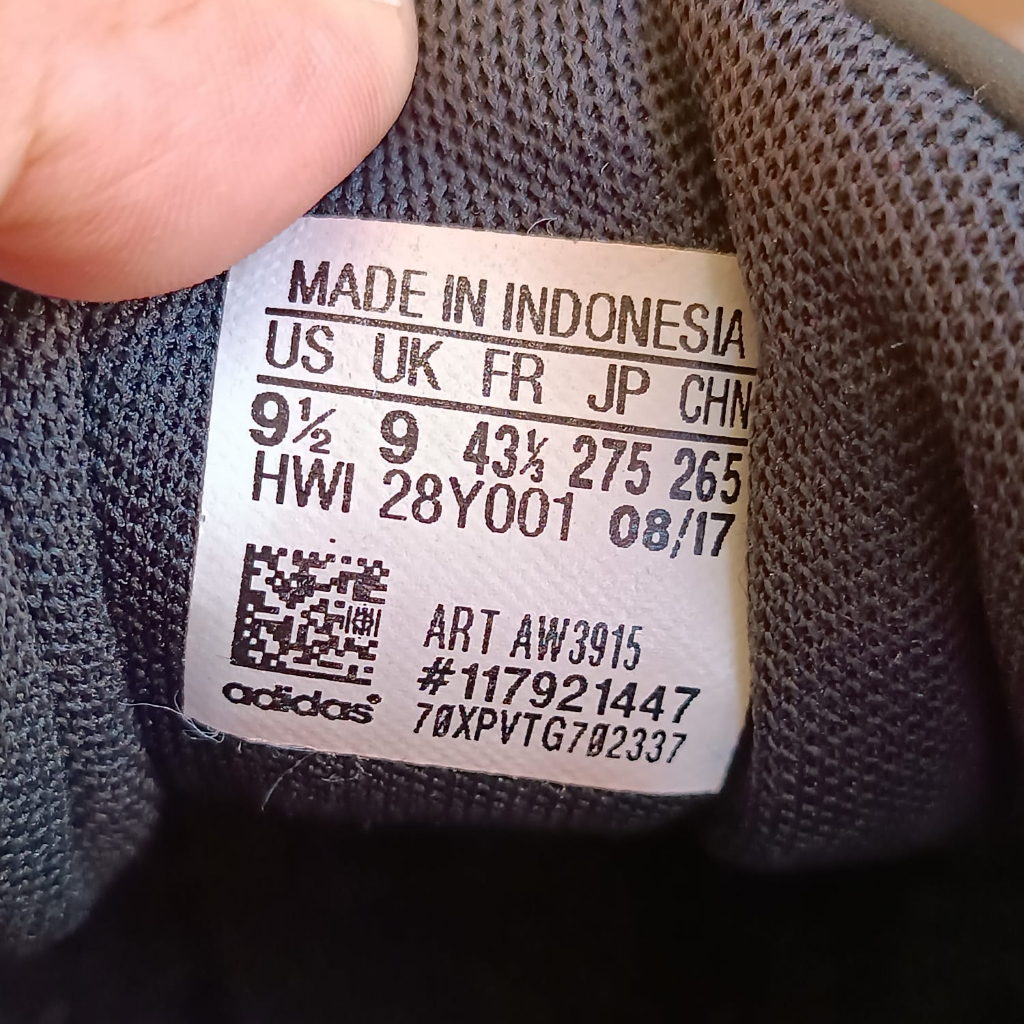 MADE IN INDONESIA
US UK FR JP CHN
9½ 9 43⅓ 275 265
HWI 28Y001 08/17
ART AW3915
#117921447
adidas®
70XPVTG702337